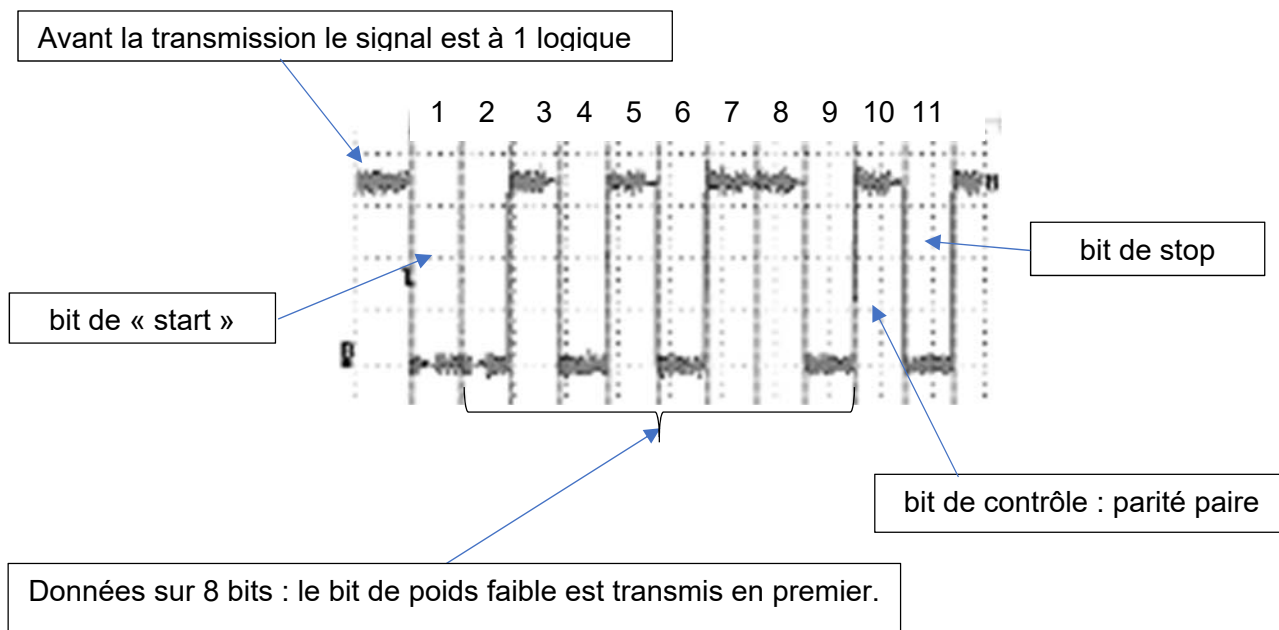 Avant la transmission le signal est à 1 logique
1 2 3 4 5 6 7 8 9 10 11
bit de stop
bit de « start »
bit de contrôle : parité paire
Données sur 8 bits : le bit de poids faible est transmis en premier.